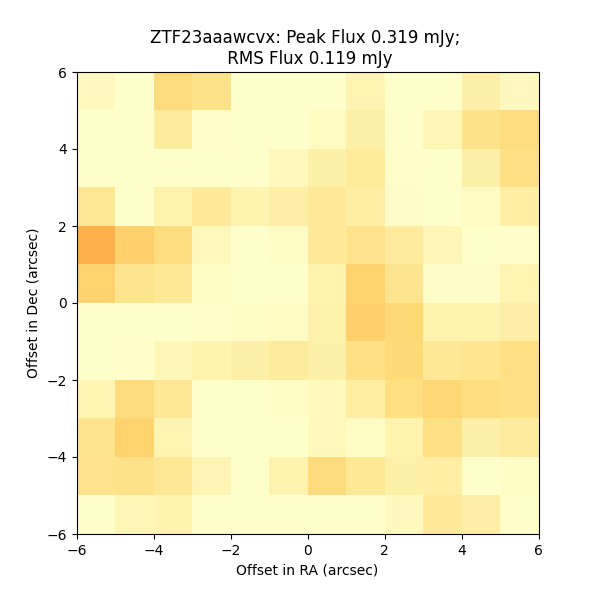 ZTF23aaawcvx: Peak Flux 0.319 mJy;
RMS Flux 0.119 mJy
6
4
2
0
−2
−4
−6
Offset in Dec (arcsec)
−6 −4 −2 0 2 4 6
Offset in RA (arcsec)